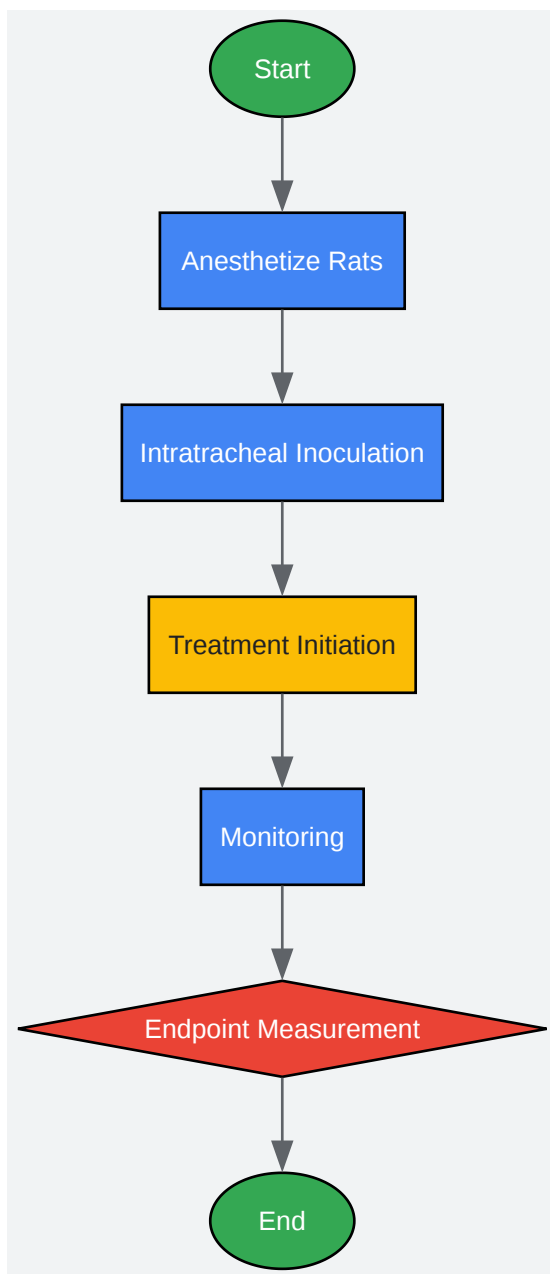 Start
Anesthetize Rats
Intratracheal Inoculation
Treatment Initiation
Monitoring
Endpoint Measurement
End